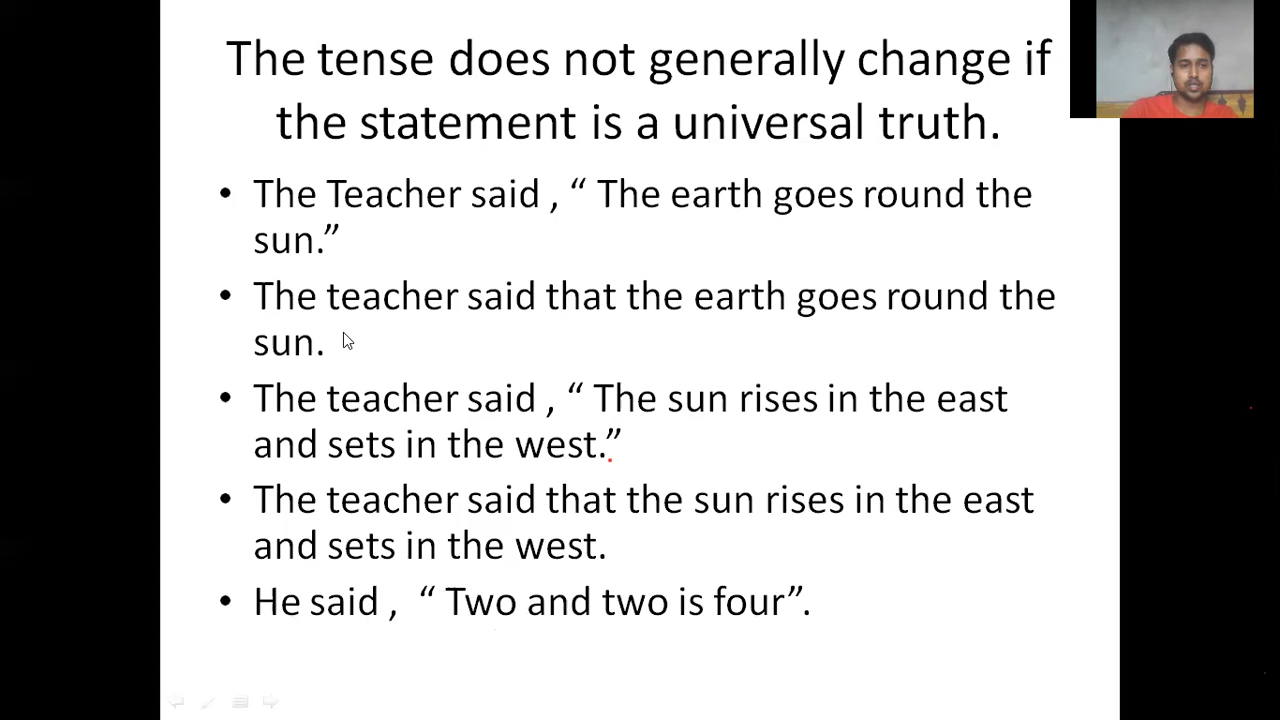 The tense does not generally change if
the statement is a universal truth.
• The Teacher said , “ The earth goes round the
sun.”
• The teacher said that the earth goes round the
sun.
• The teacher said , “ The sun rises in the east
and sets in the west.”
• The teacher said that the sun rises in the east
and sets in the west.
• He said ,  “ Two and two is four”.